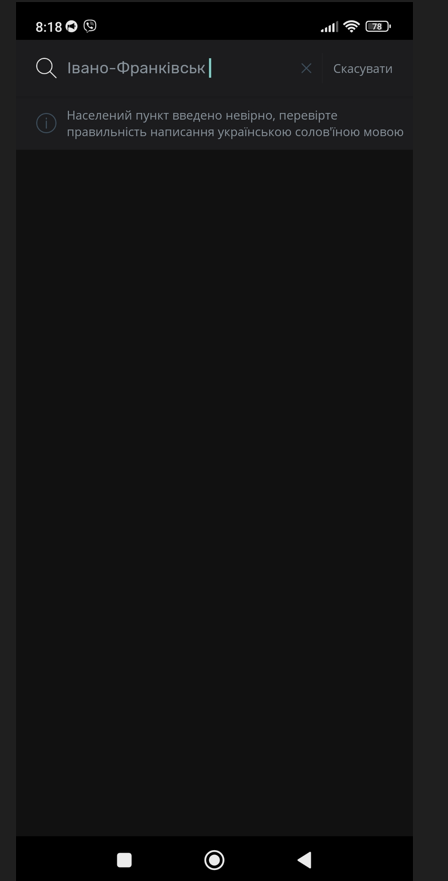 8:18
78
Івано-Франківськ
Скасувати
Населений пункт введено невірно, перевірте
правильність написання українською солов'їною мовою